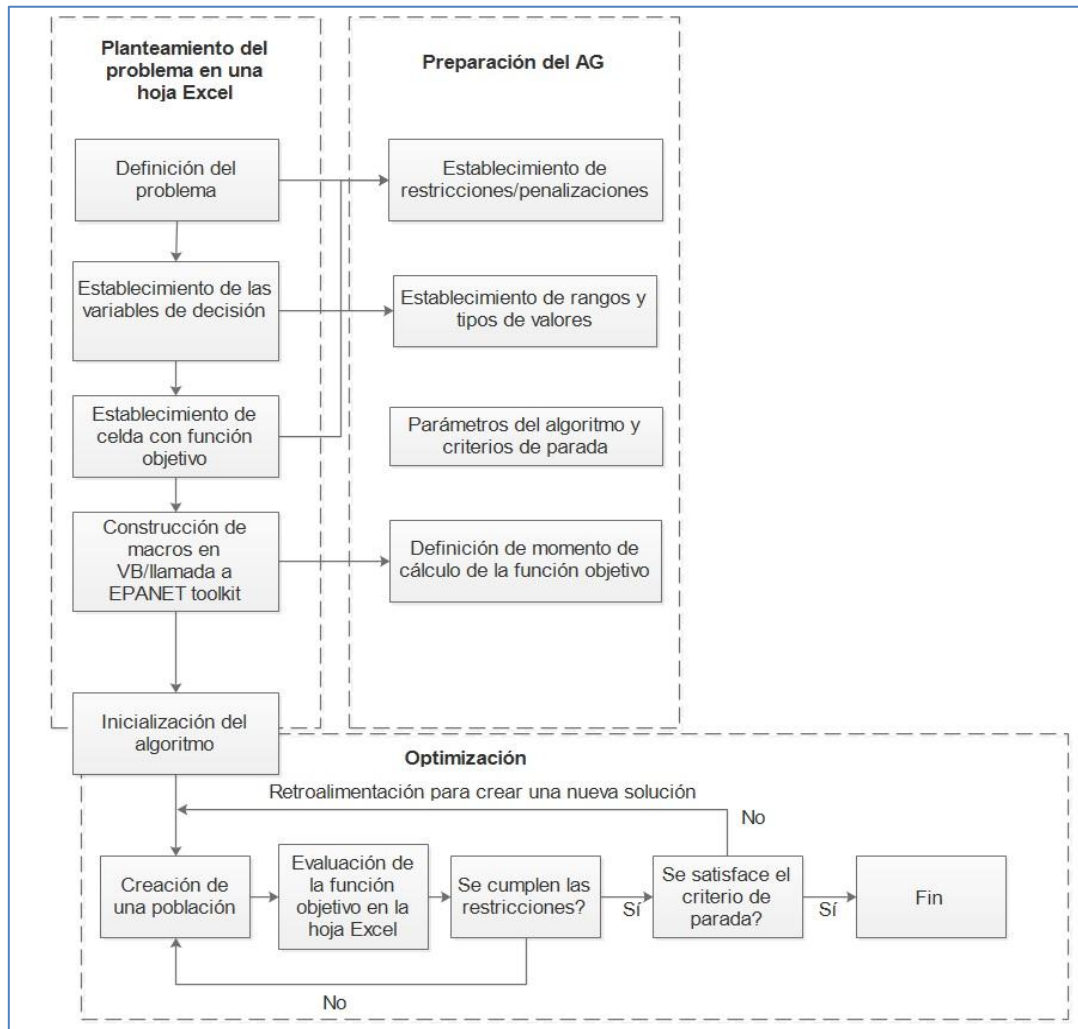 Planteamiento del
problema en una
hoja Excel
Preparación del AG
Definición del
problema
Establecimiento de
restricciones/penalizaciones
Establecimiento de las
variables de decisión
Establecimiento de rangos y
tipos de valores
Establecimiento de
celda con función
objetivo
Parámetros del algoritmo y
criterios de parada
Construcción de
macros en
VB/llamada a
EPANET toolkit
Definición de momento de
cálculo de la función objetivo
Inicialización del
algoritmo
Optimización
Retroalimentación para crear una nueva solución
No
Creación de
una población
Evaluación de
la función
objetivo en la
hoja Excel
Se cumplen las
restricciones?
Sí
Se satisface el
criterio de
parada?
Sí
Fin
No